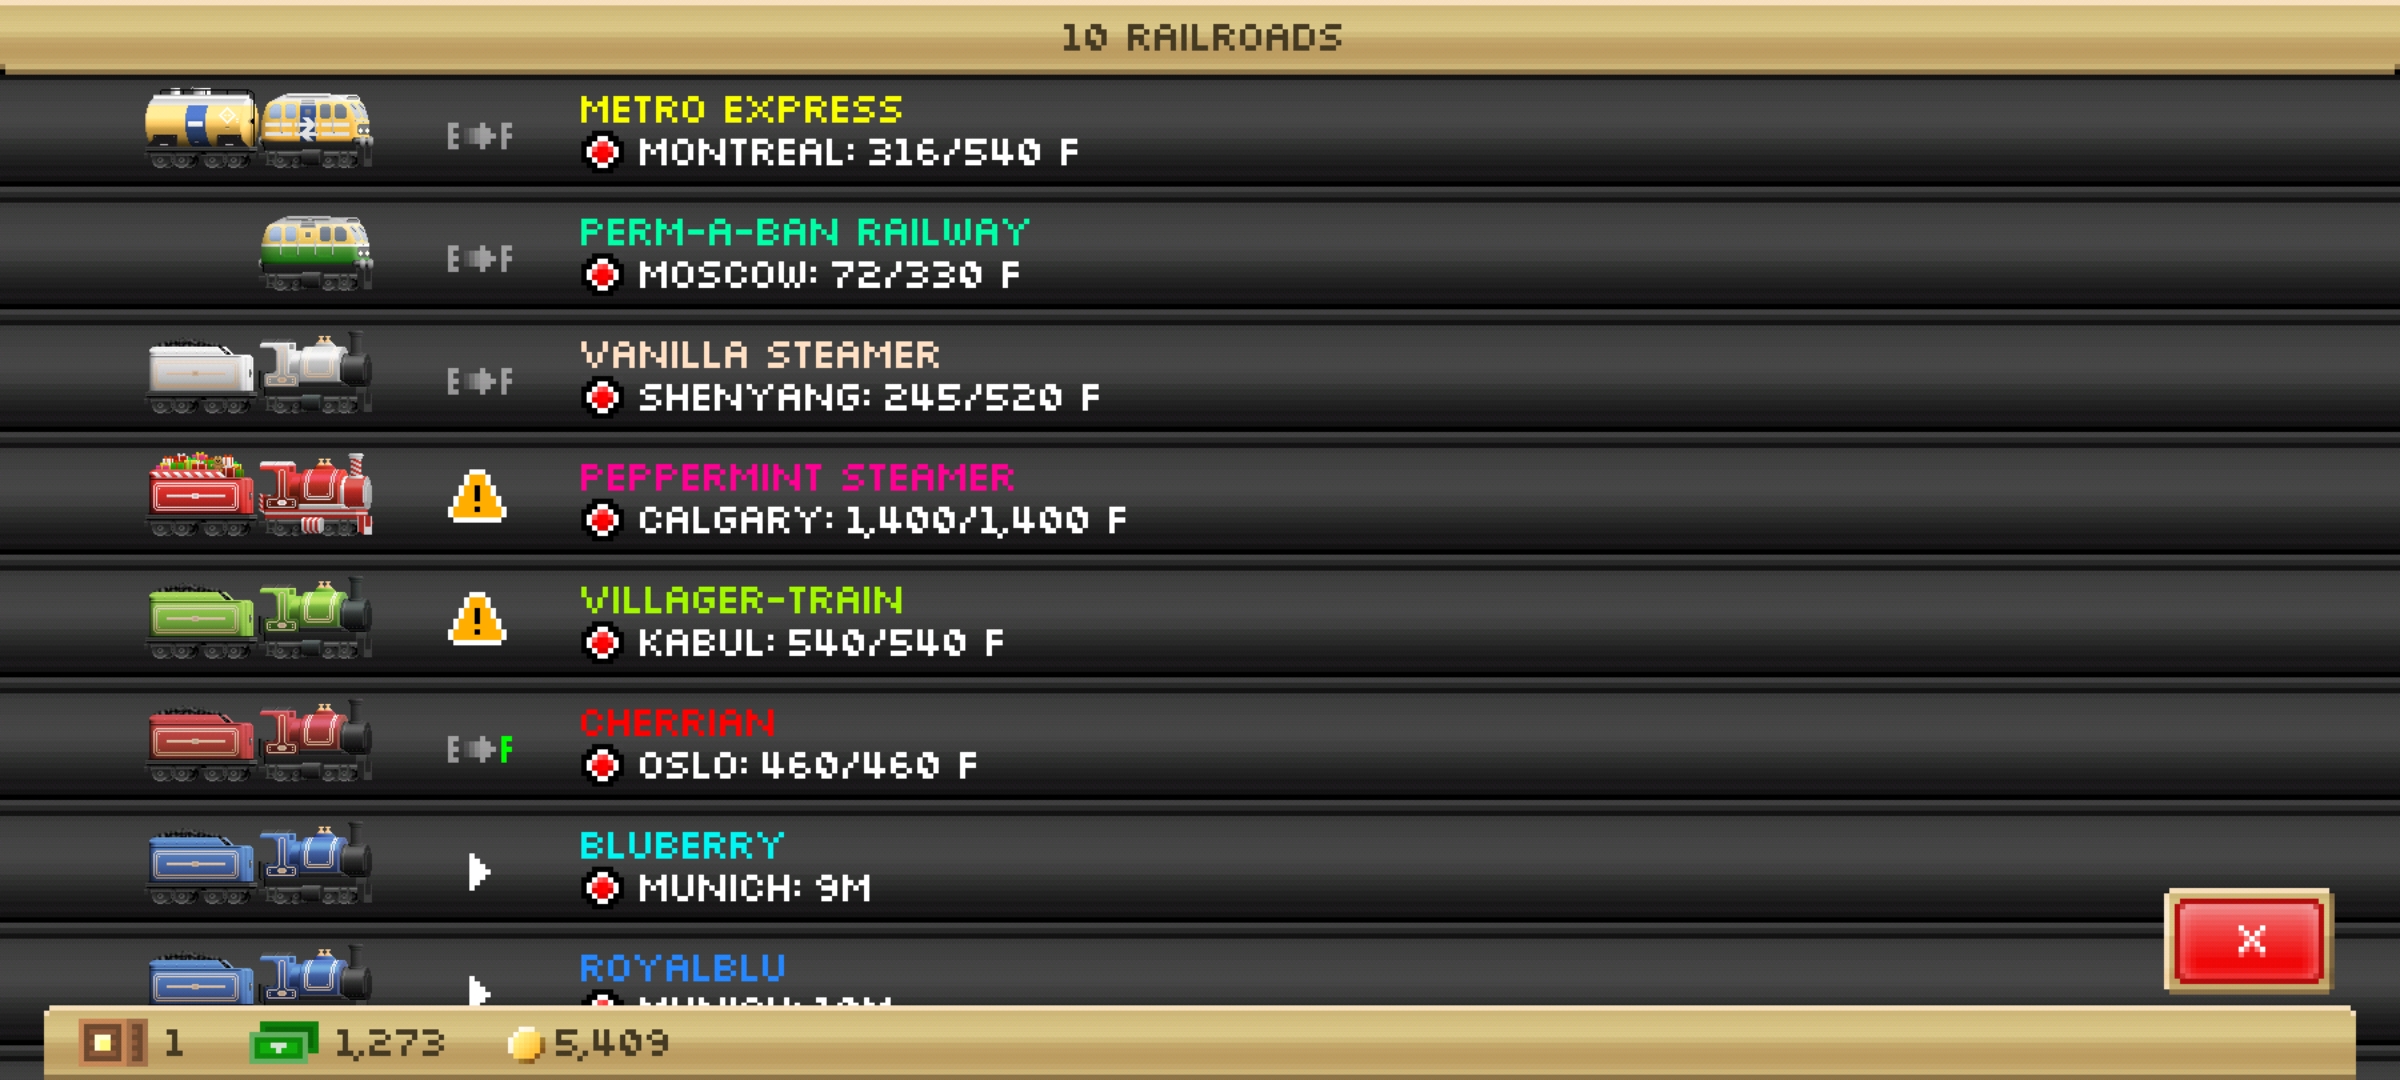 10 RAILROADS
METRO EXPRESS
E F
MONTREAL: 316/540 F
PERM-A-BAN RAILWAY
E F
MOSCOW: 72/330 F
VANILLA STEAMER
E F
SHENYANG: 245/520 F
PEPPERMINT STEAMER
CALGARY: 1,400/1,400 F
VILLAGER-TRAIN
KABUL: 540/540 F
CHERRIAN
E F
OSLO: 460/460 F
BLUBERRY
MUNICH: 9M
ROYALBLU
X
1 1,273 5,409